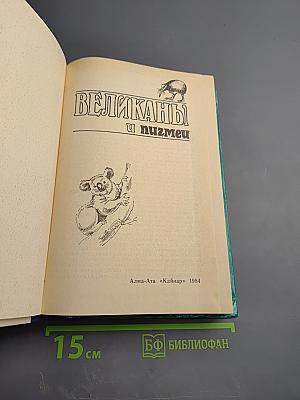 ВЕЛИКАНЫ
и пигмеи
Алма-Ата «Кайнар» 1984
15 см
БФ БИБЛИОФАН